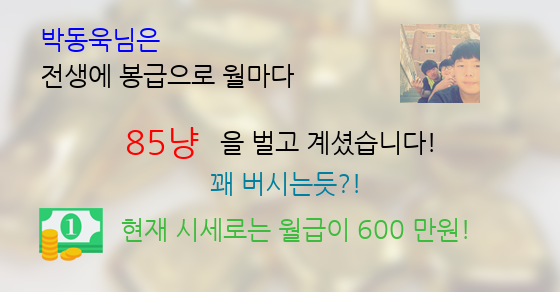 박동욱님은
전생에 봉급으로 월마다
85냥 을 벌고 계셨습니다!
꽤 버시는듯?!
1
현재 시세로는 월급이 600 만원!